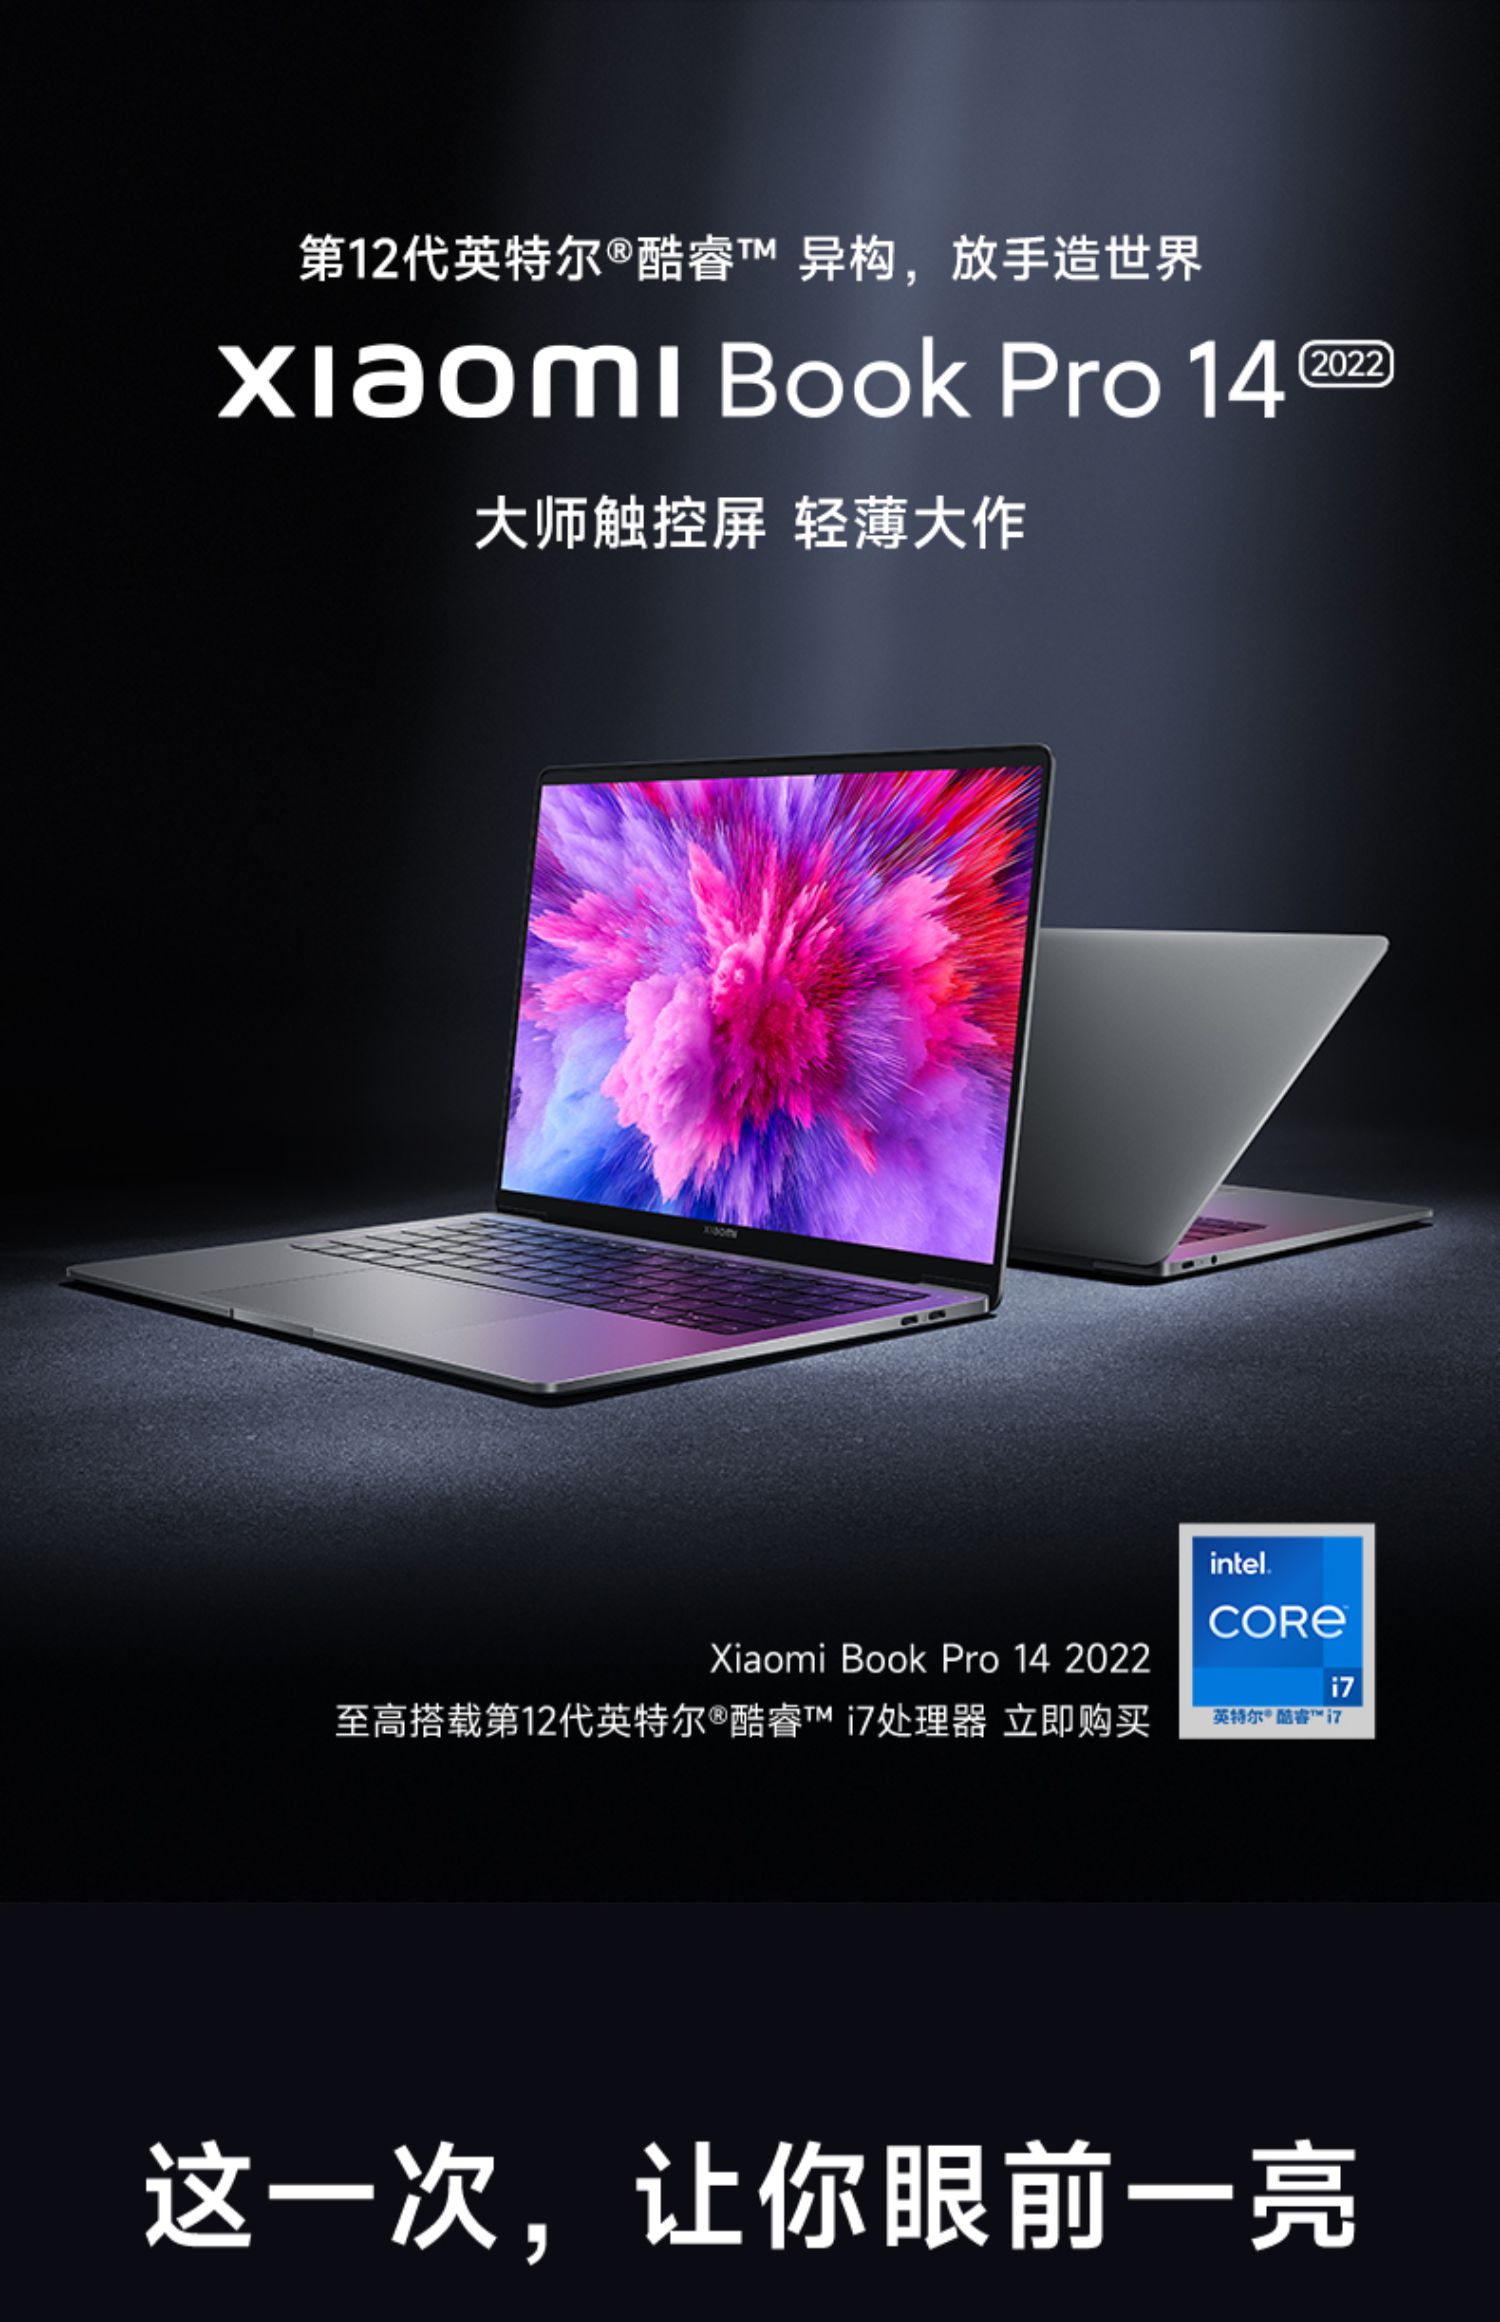 第12代英特尔®酷睿™ 异构，放手造世界
xiaomi Book Pro 14 2022
大师触控屏 轻薄大作
xiaomi
intel.
CORE™
i7
英特尔® 酷睿™ i7
Xiaomi Book Pro 14 2022
至高搭载第12代英特尔®酷睿™ i7处理器 立即购买
这一次，让你眼前一亮